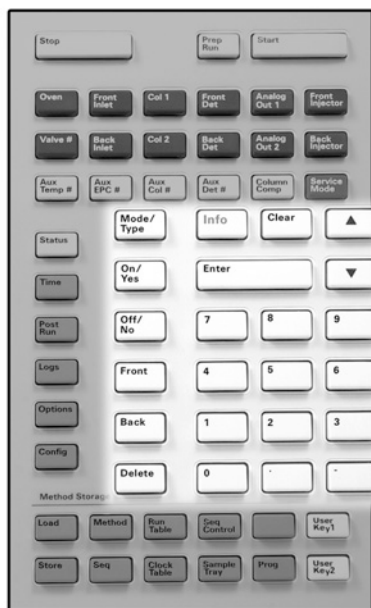 Stop Prep Run Start
Oven Front Inlet Col 1 Front Det Analog Out 1 Front Injector
Valve # Back Inlet Col 2 Back Det Analog Out 2 Back Injector
Aux Temp # Aux EPC # Aux Col # Aux Det # Column Comp Service Mode
Mode/Type Info Clear ▲
Status On/Yes Enter ▼
Time Off/No 7 8 9
Post Run Front 4 5 6
Logs Back 1 2 3
Options Delete 0 . -
Config
Method Storage
Load Method Run Table Seq Control User Key1
Store Seq Clock Table Sample Tray Prog User Key2